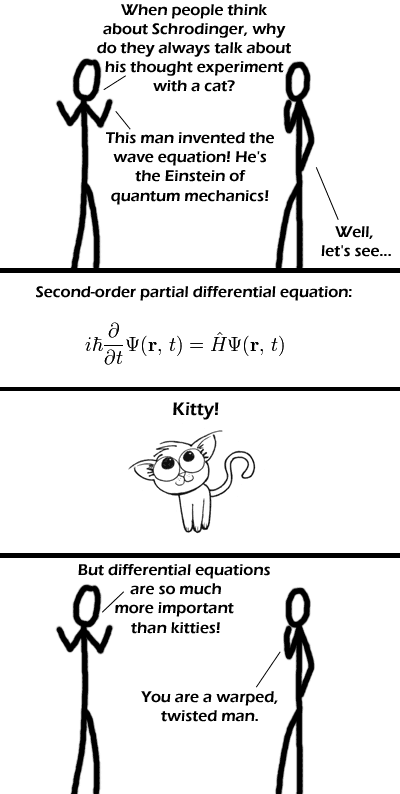 When people think
about Schrodinger, why
do they always talk about
his thought experiment
with a cat?
This man invented the
wave equation! He's
the Einstein of
quantum mechanics!
Well,
let's see...
Second-order partial differential equation:
iħ ∂/∂t Ψ(r, t) = ĤΨ(r, t)
Kitty!
But differential equations
are so much
more important
than kitties!
You are a warped,
twisted man.